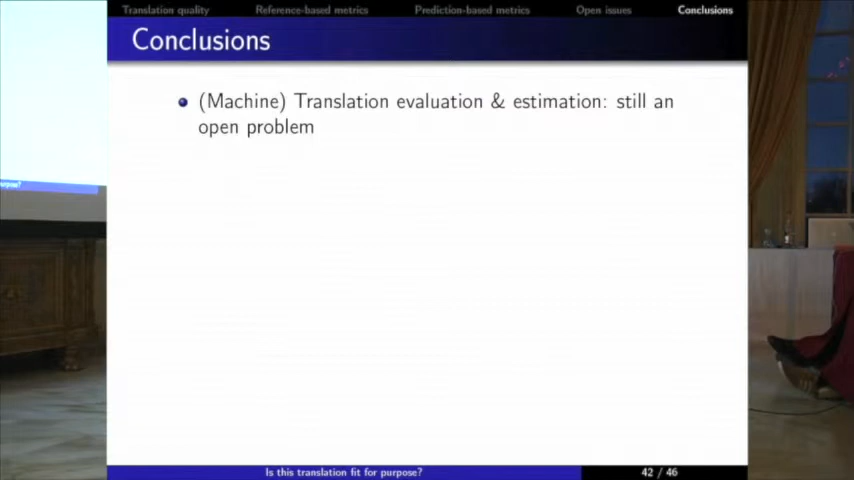 Translation quality Reference-based metrics Prediction-based metrics Open issues Conclusions
Conclusions
(Machine) Translation evaluation & estimation: still an
open problem
Is this translation fit for purpose? 42 / 46